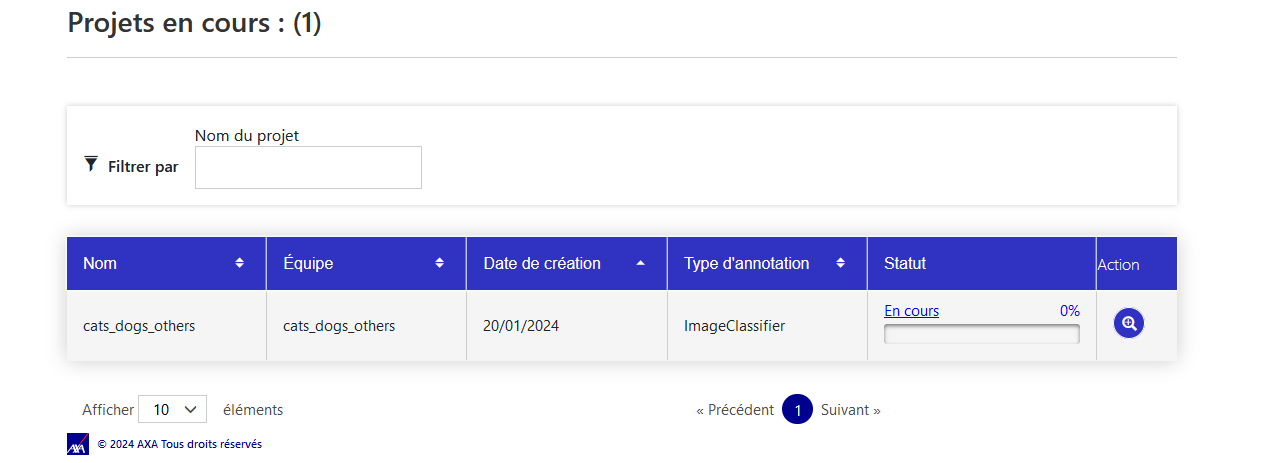 Projets en cours : (1)
Nom du projet
Filtrer par
Nom Équipe Date de création Type d'annotation Statut Action
cats_dogs_others cats_dogs_others 20/01/2024 ImageClassifier En cours 0%
Afficher 10 éléments « Précédent 1 Suivant »
AXA © 2024 AXA Tous droits réservés